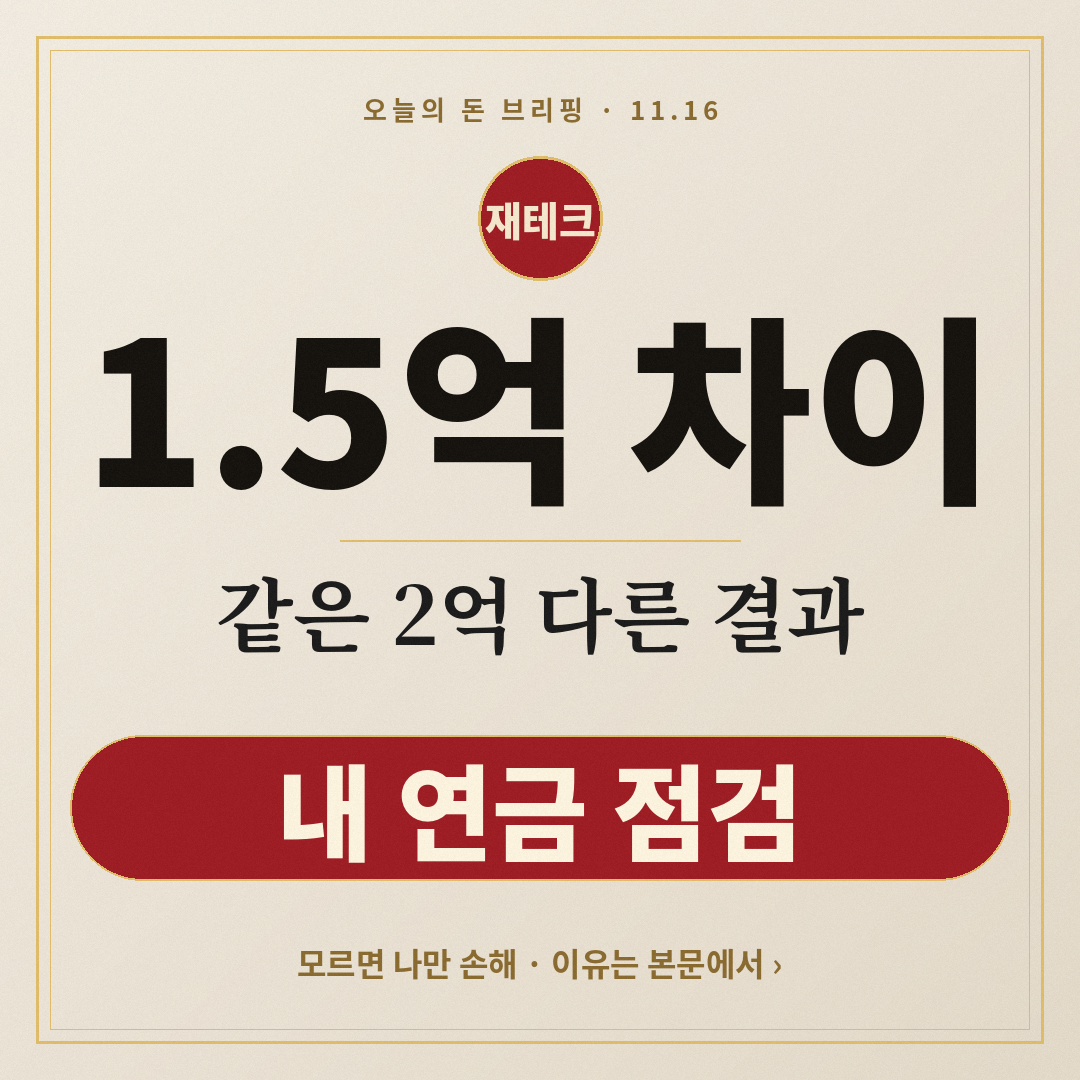 오늘의 돈 브리핑 · 11.16
재테크
1.5억 차이
같은 2억 다른 결과
내 연금 점검
모르면 나만 손해 · 이유는 본문에서 ›